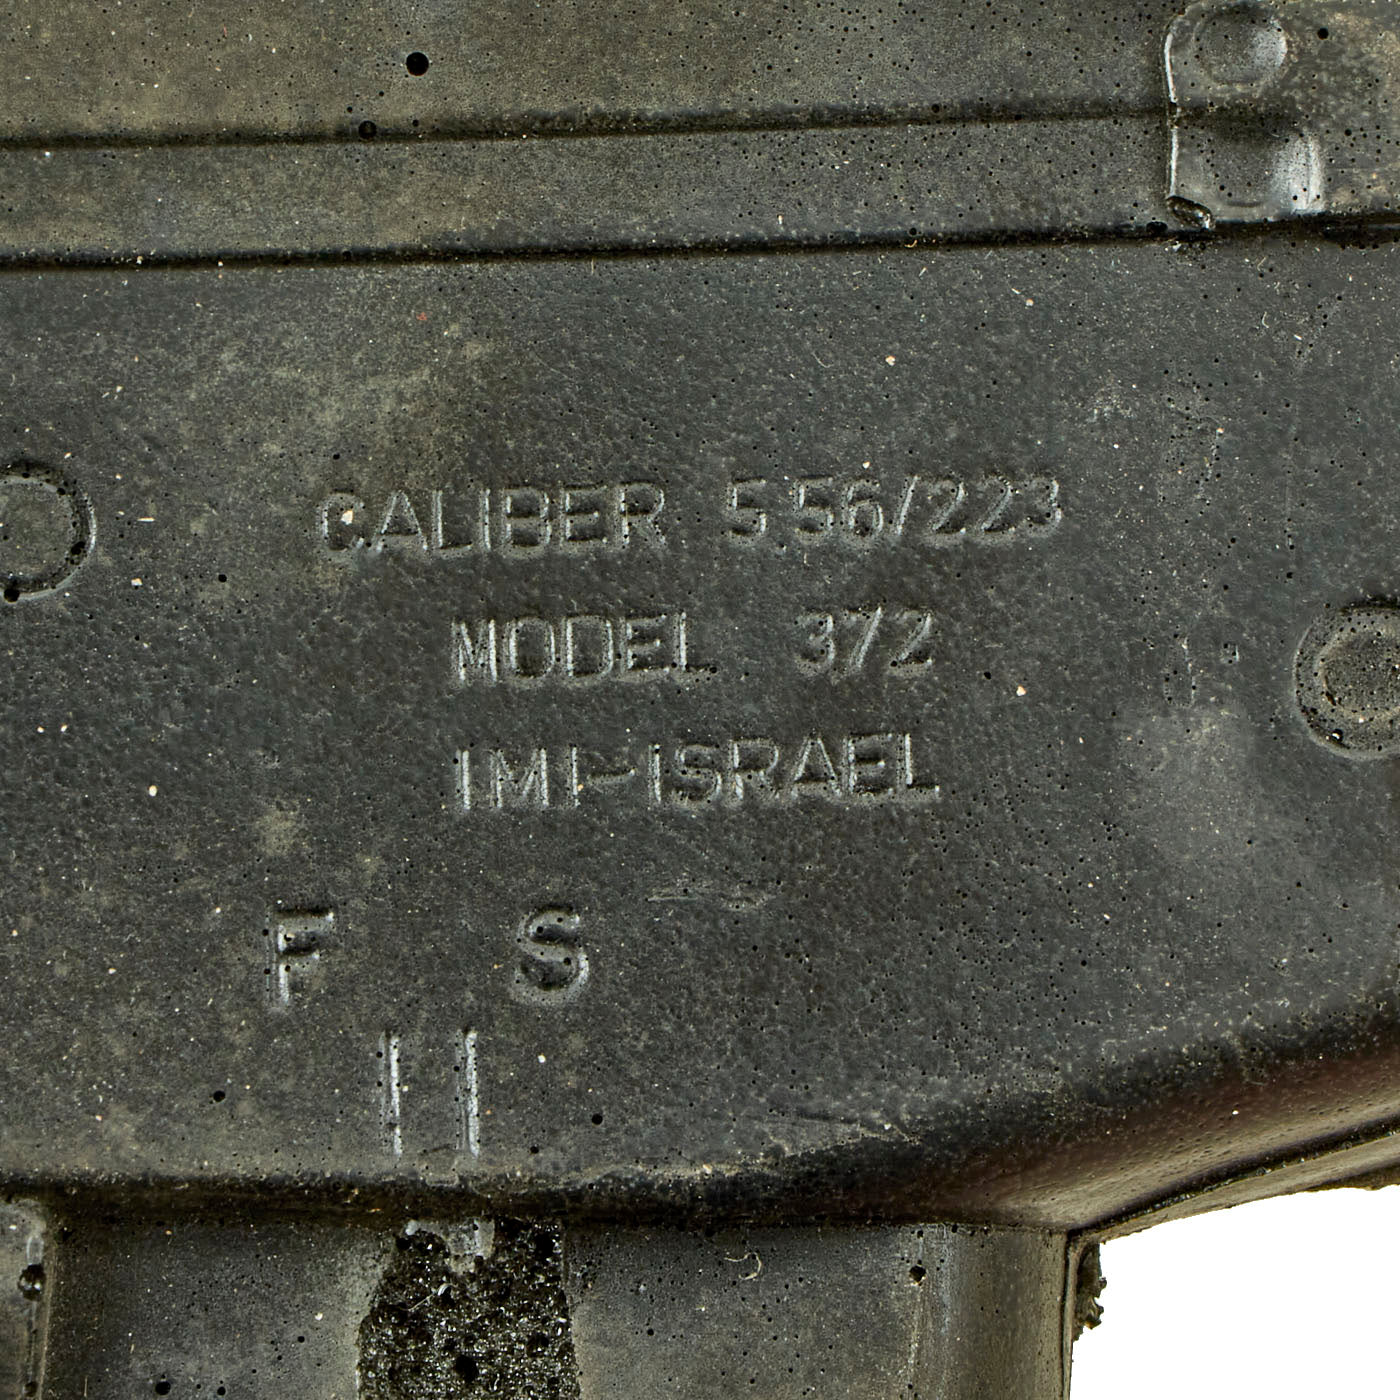 CALIBER 5.56/223
MODEL 372
IMI-ISRAEL
F S